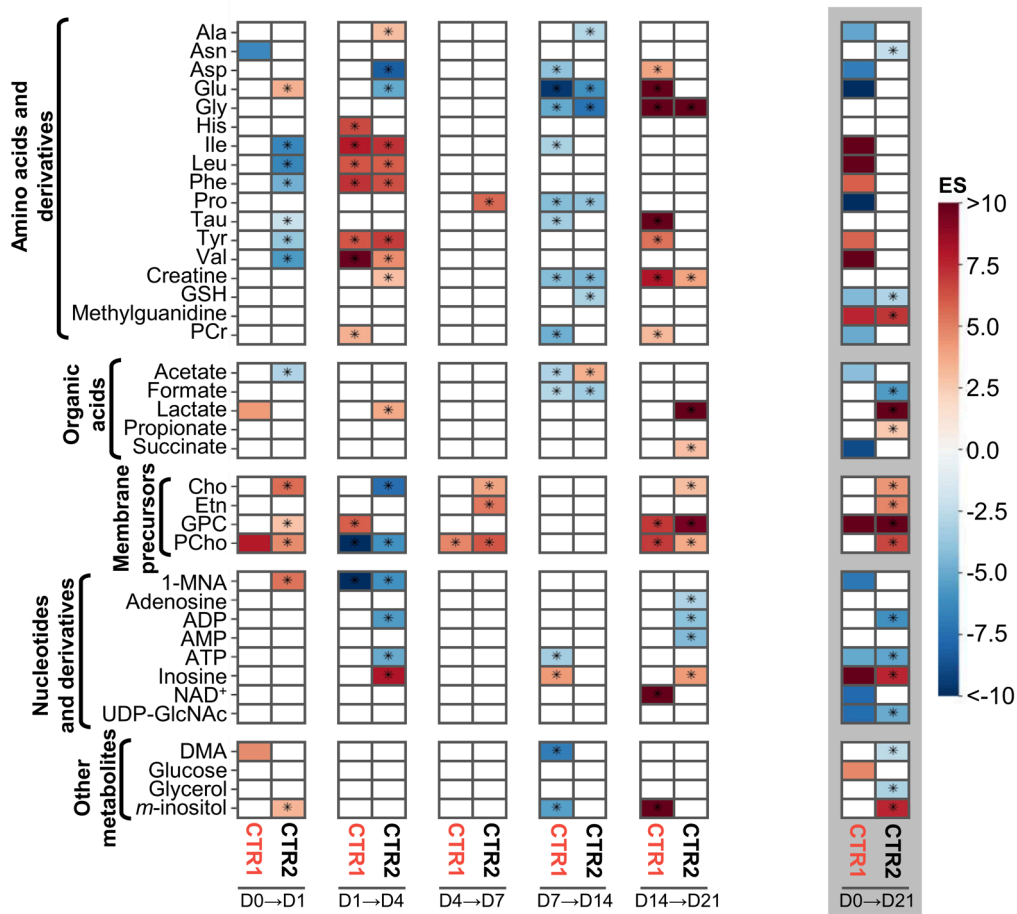 Amino acids and
derivatives
Ala
Asn
Asp
Glu
Gly
His
Ile
Leu
Phe
Pro
Tau
Tyr
Val
Creatine
GSH
Methylguanidine
PCr
Organic
acids
Acetate
Formate
Lactate
Propionate
Succinate
Membrane
precursors
Cho
Etn
GPC
PCho
Nucleotides
and derivatives
1-MNA
Adenosine
ADP
AMP
ATP
Inosine
NAD⁺
UDP-GlcNAc
Other
metabolites
DMA
Glucose
Glycerol
m-inositol
CTR1 CTR2 CTR1 CTR2 CTR1 CTR2 CTR1 CTR2 CTR1 CTR2 CTR1 CTR2
D0→D1 D1→D4 D4→D7 D7→D14 D14→D21 D0→D21
ES
>10
7.5
5.0
2.5
0.0
-2.5
-5.0
-7.5
<-10